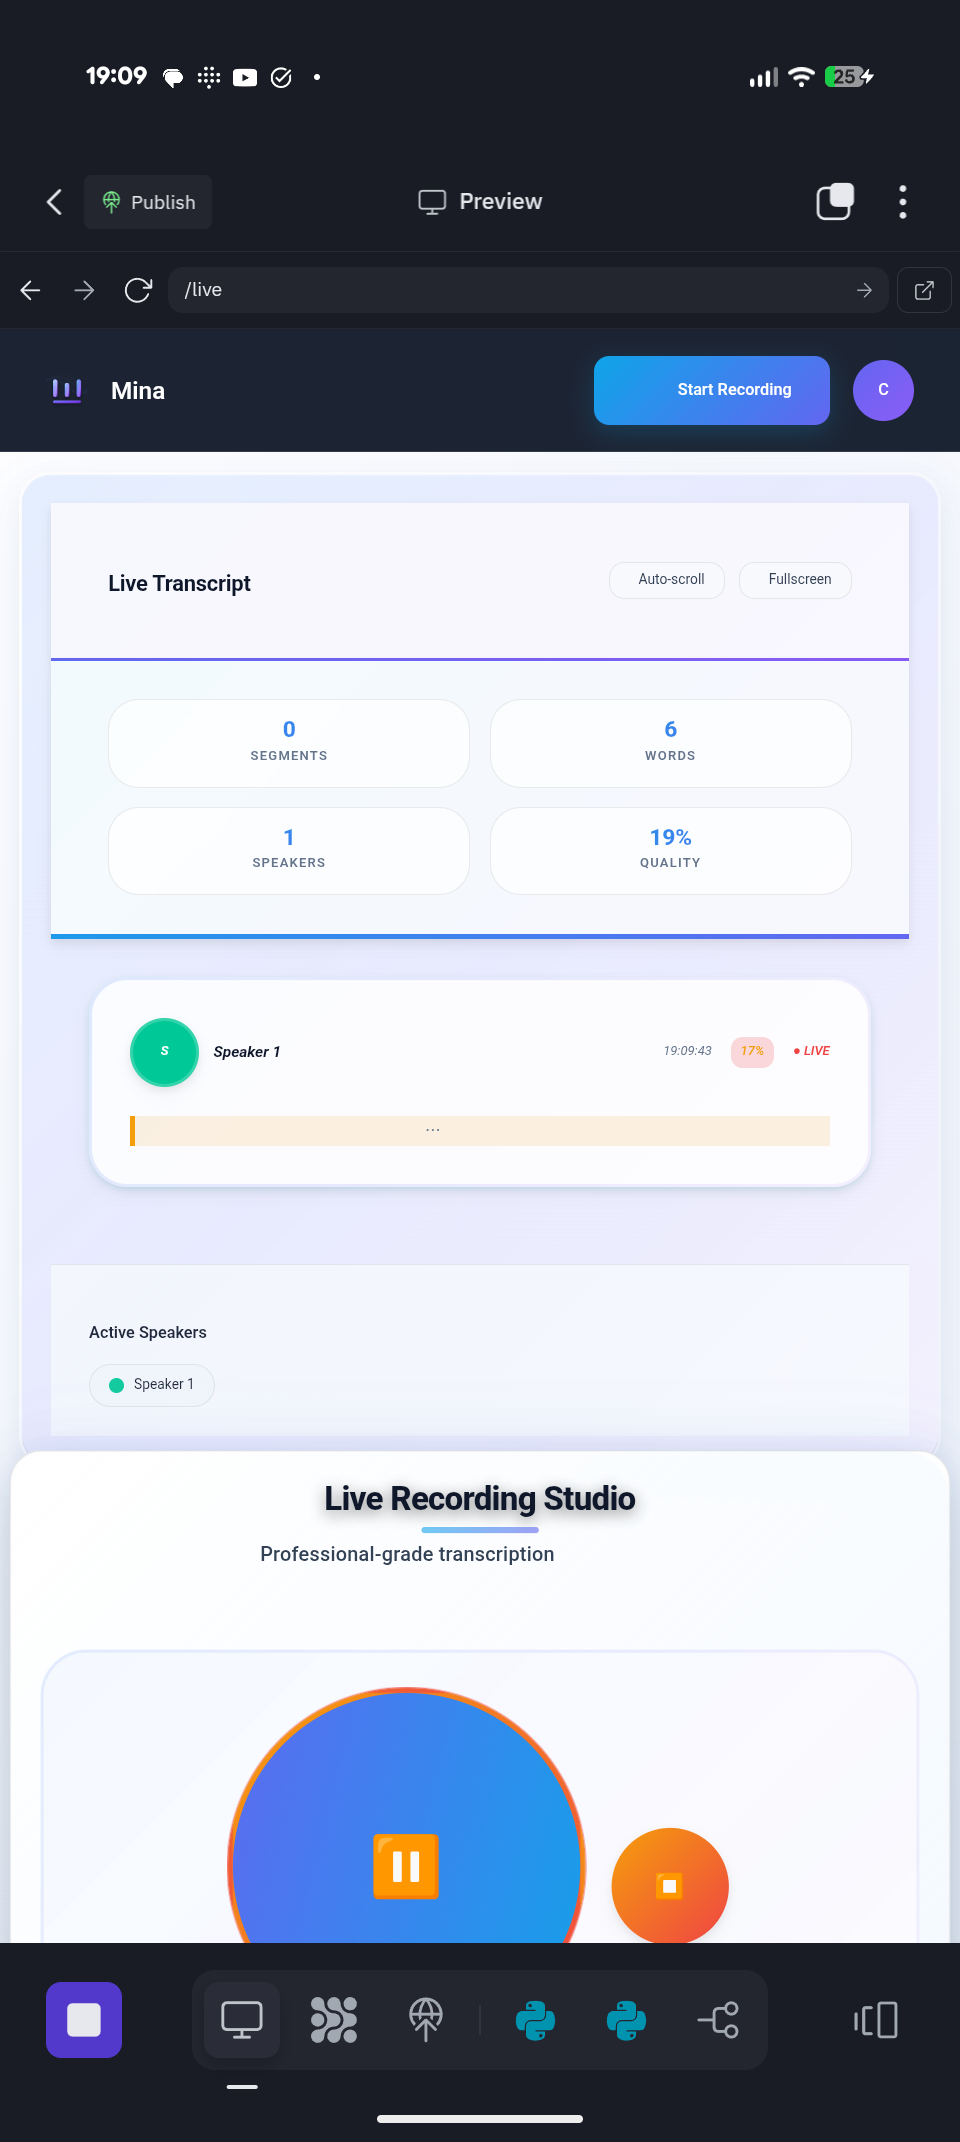 19:09
25
Publish
Preview
/live
Mina
Start Recording
C
Live Transcript
Auto-scroll
Fullscreen
0
SEGMENTS
6
WORDS
1
SPEAKERS
19%
QUALITY
S
Speaker 1
19:09:43
17%
● LIVE
...
Active Speakers
Speaker 1
Live Recording Studio
Professional-grade transcription